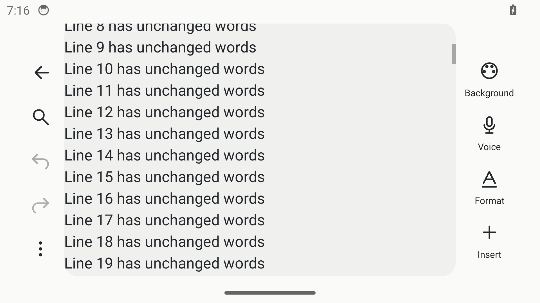 7:16
Line 8 has unchanged words
Line 9 has unchanged words
Line 10 has unchanged words
Line 11 has unchanged words
Line 12 has unchanged words
Line 13 has unchanged words
Line 14 has unchanged words
Line 15 has unchanged words
Line 16 has unchanged words
Line 17 has unchanged words
Line 18 has unchanged words
Line 19 has unchanged words
Background
Voice
Format
Insert